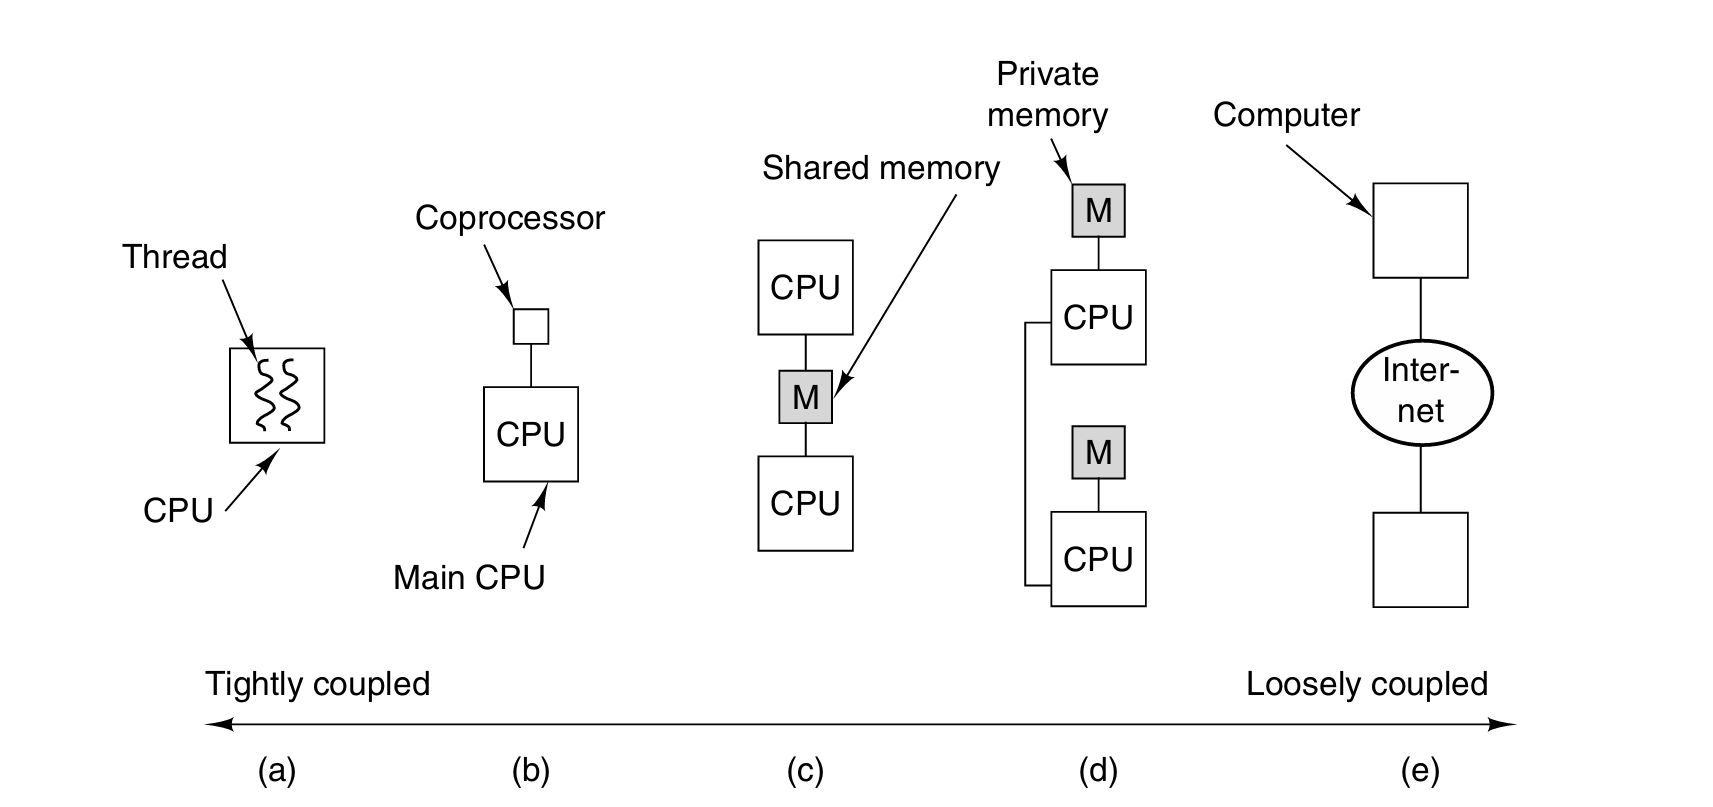 Private
memory
Computer
Shared memory
Coprocessor
Thread
M
CPU
CPU
M
CPU
Inter-
net
M
CPU
CPU
CPU
CPU
Main CPU
Tightly coupled
Loosely coupled
(a)
(b)
(c)
(d)
(e)